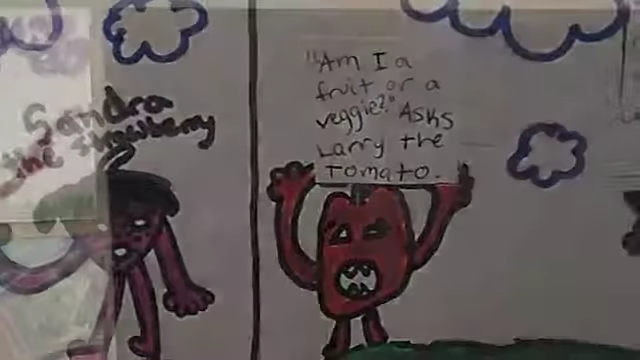 Sandra
the strawberry
"Am I a
fruit or a
veggie?" Asks
Larry the
Tomato.